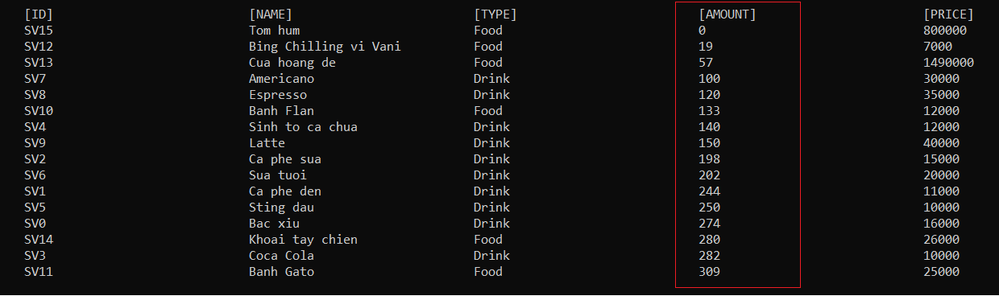 [ID] [NAME] [TYPE] [AMOUNT] [PRICE]
SV15 Tom hum Food 0 800000
SV12 Bing Chilling vi Vani Food 19 7000
SV13 Cua hoang de Food 57 1490000
SV7 Americano Drink 100 30000
SV8 Espresso Drink 120 35000
SV10 Banh Flan Food 133 12000
SV4 Sinh to ca chua Drink 140 12000
SV9 Latte Drink 150 40000
SV2 Ca phe sua Drink 198 15000
SV6 Sua tuoi Drink 202 20000
SV1 Ca phe den Drink 244 11000
SV5 Sting dau Drink 250 10000
SV0 Bac xiu Drink 274 16000
SV14 Khoai tay chien Food 280 26000
SV3 Coca Cola Drink 282 10000
SV11 Banh Gato Food 309 25000